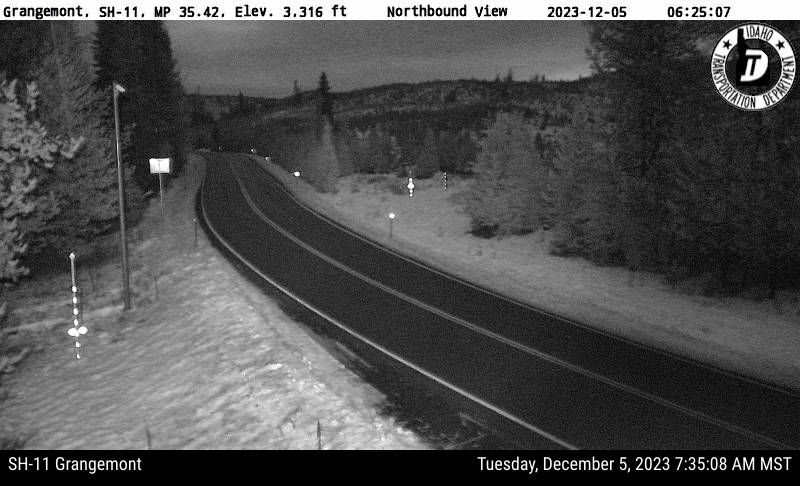 Grangemont, SH-11, MP 35.42, Elev. 3,316 ft Northbound View 2023-12-05 06:25:07
IDAHO
TRANSPORTATION DEPARTMENT
SH-11 Grangemont Tuesday, December 5, 2023 7:35:08 AM MST